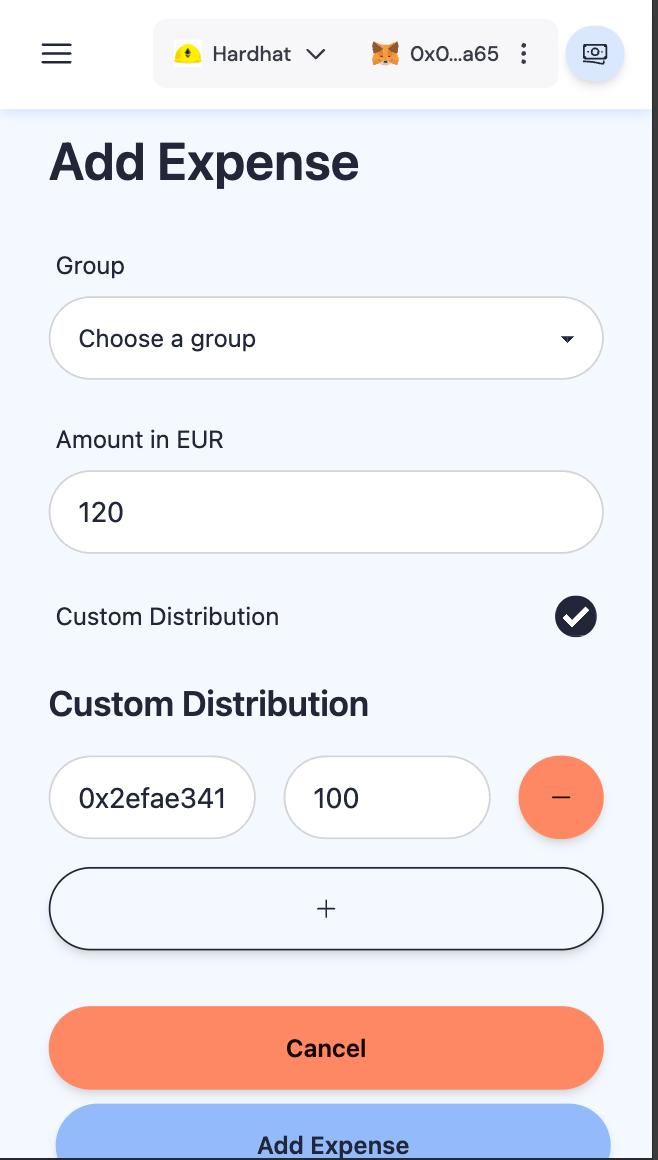 Hardhat 0x0...a65
Add Expense
Group
Choose a group
Amount in EUR
120
Custom Distribution
Custom Distribution
0x2efae341 100 −
+
Cancel
Add Expense